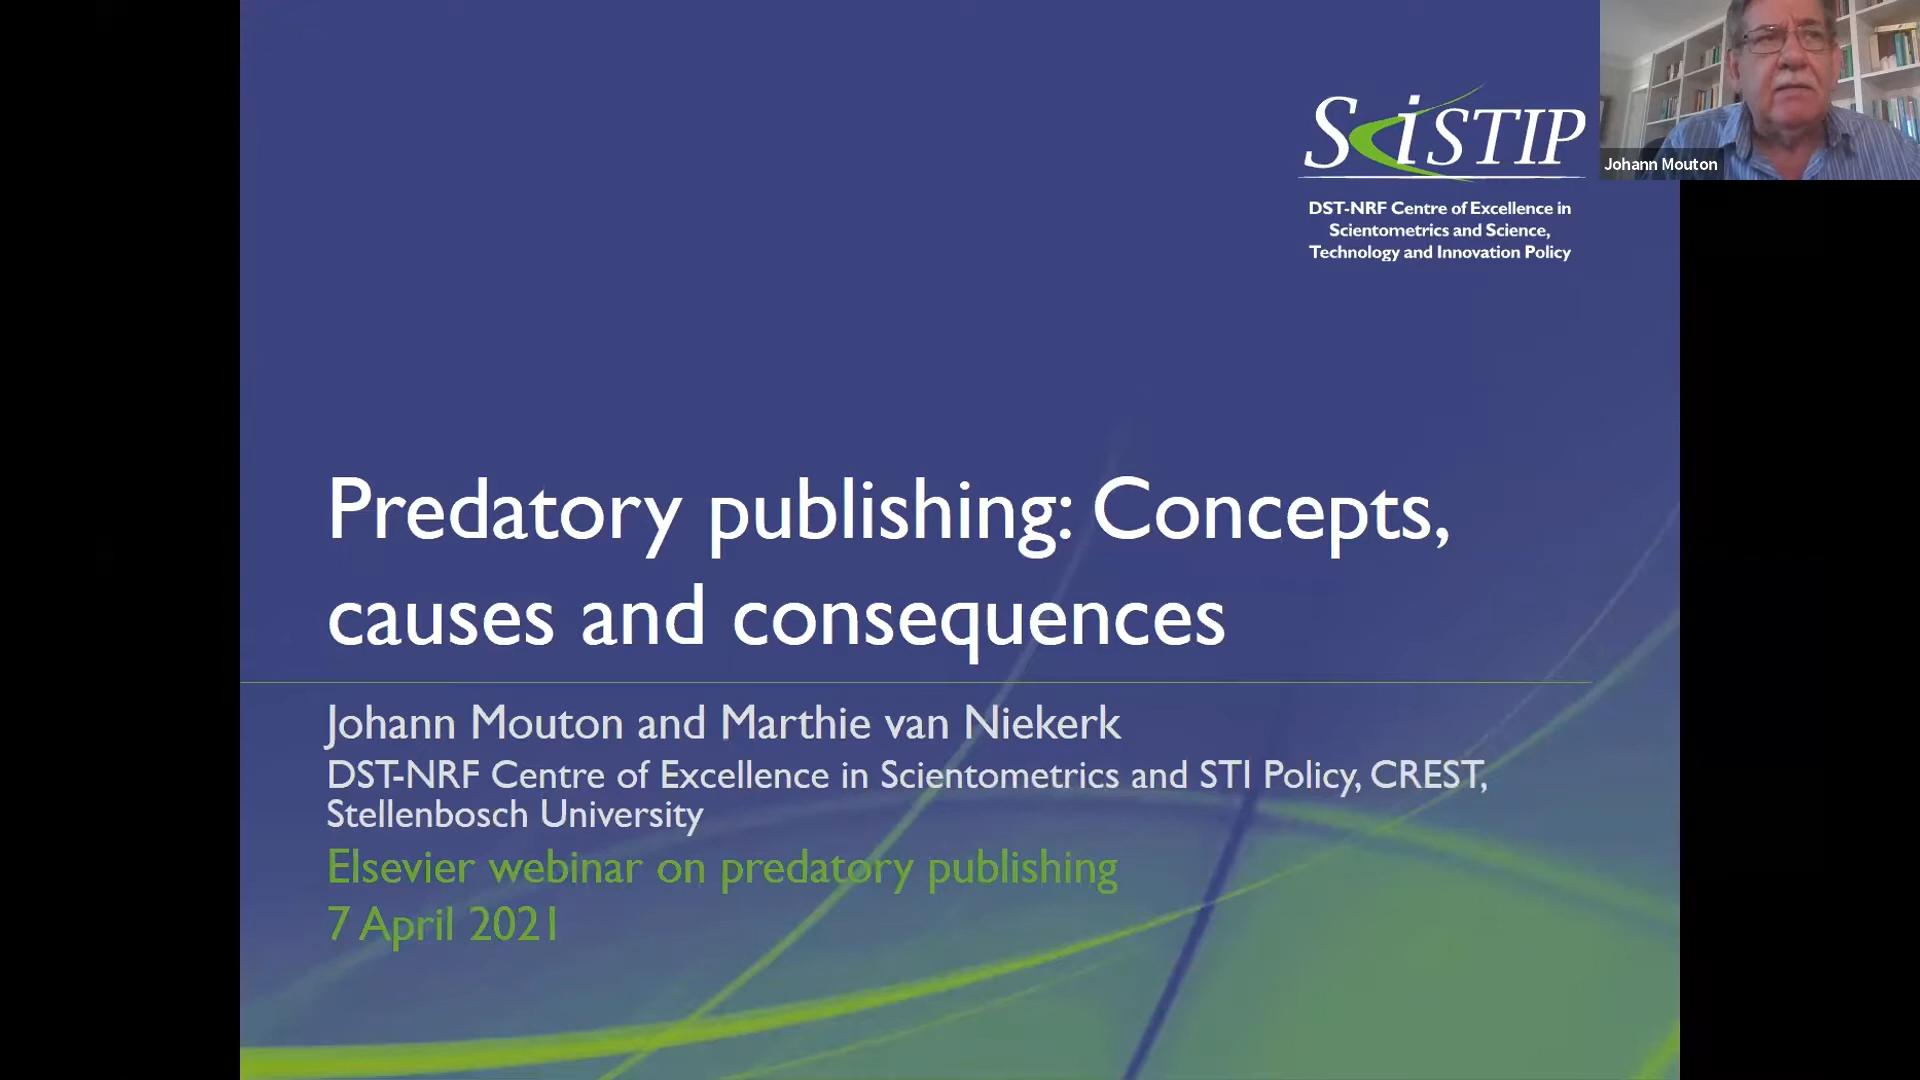 SciSTIP
DST-NRF Centre of Excellence in
Scientometrics and Science,
Technology and Innovation Policy
Johann Mouton
Predatory publishing: Concepts,
causes and consequences
Johann Mouton and Marthie van Niekerk
DST-NRF Centre of Excellence in Scientometrics and STI Policy, CREST,
Stellenbosch University
Elsevier webinar on predatory publishing
7 April 2021